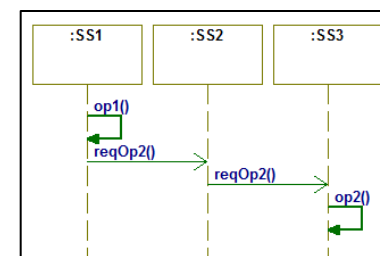 :SS1 :SS2 :SS3
op1()
reqOp2()
reqOp2()
op2()